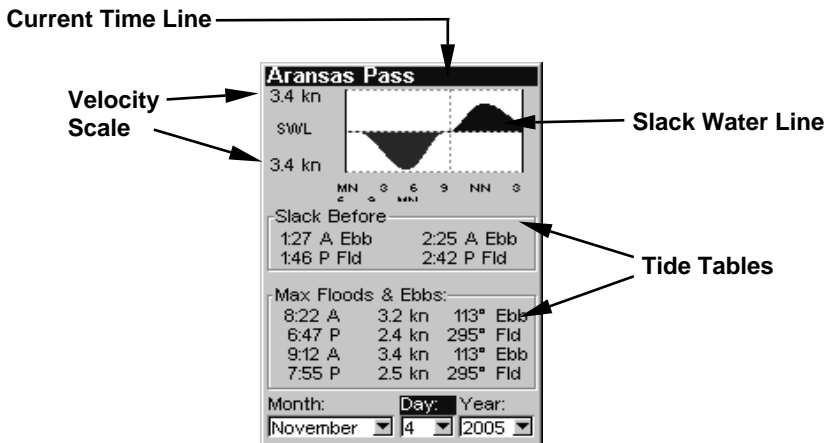 Current Time Line
Aransas Pass
3.4 kn
Velocity
Scale
SWL
Slack Water Line
3.4 kn
MN 3 6 9 NN 3
Slack Before
1:27 A Ebb 2:25 A Ebb
1:46 P Fld 2:42 P Fld
Tide Tables
Max Floods & Ebbs:
8:22 A 3.2 kn 113° Ebb
6:47 P 2.4 kn 295° Fld
9:12 A 3.4 kn 113° Ebb
7:55 P 2.5 kn 295° Fld
Month: Day: Year:
November 4 2005